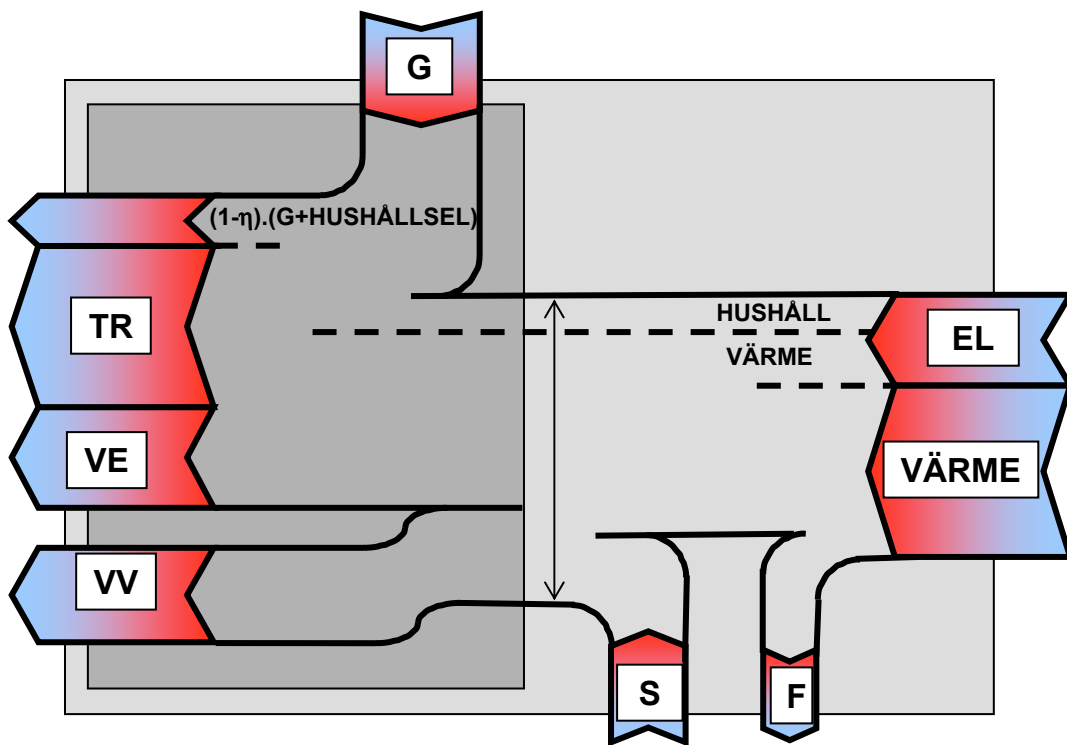 G
(1-η).(G+HUSHÅLLSEL)
TR
HUSHÅLL
EL
VÄRME
VE
VÄRME
VV
S
F